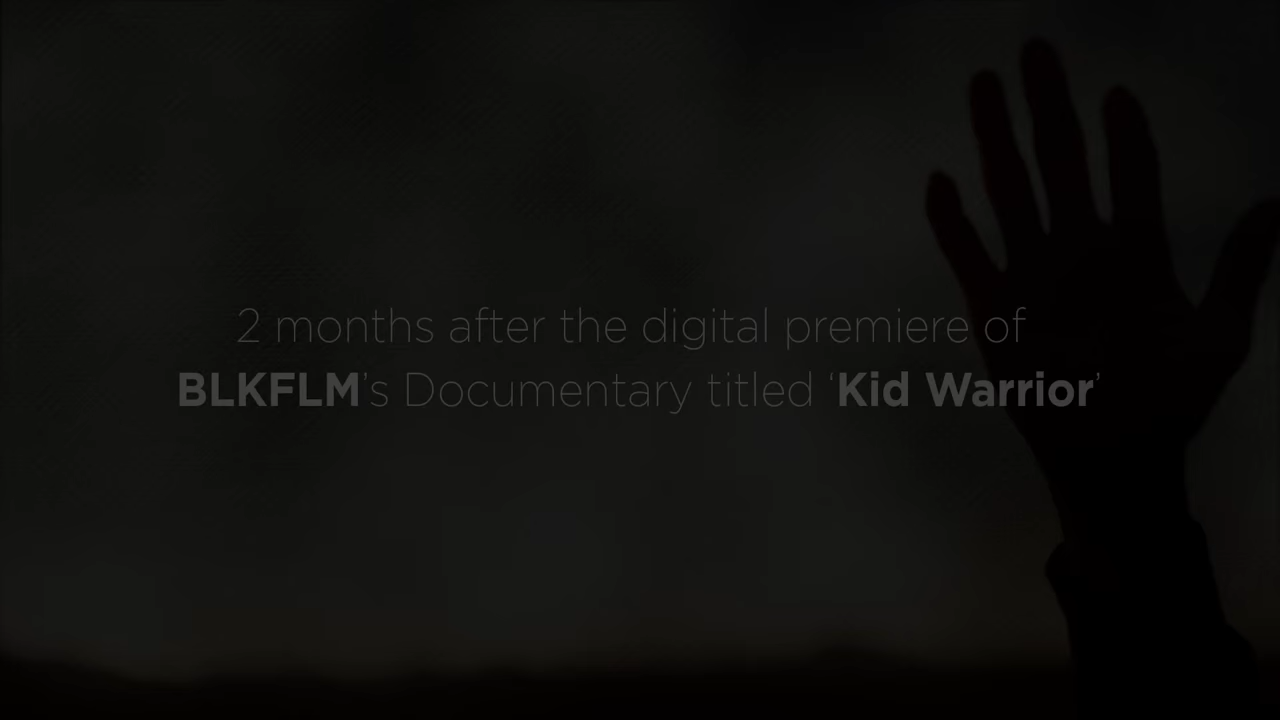 2 months after the digital premiere of
BLKFLM’s Documentary titled ‘Kid Warrior’